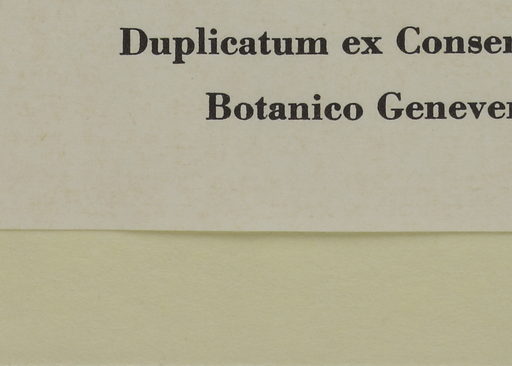 Duplicatum ex Conser
Botanico Genever